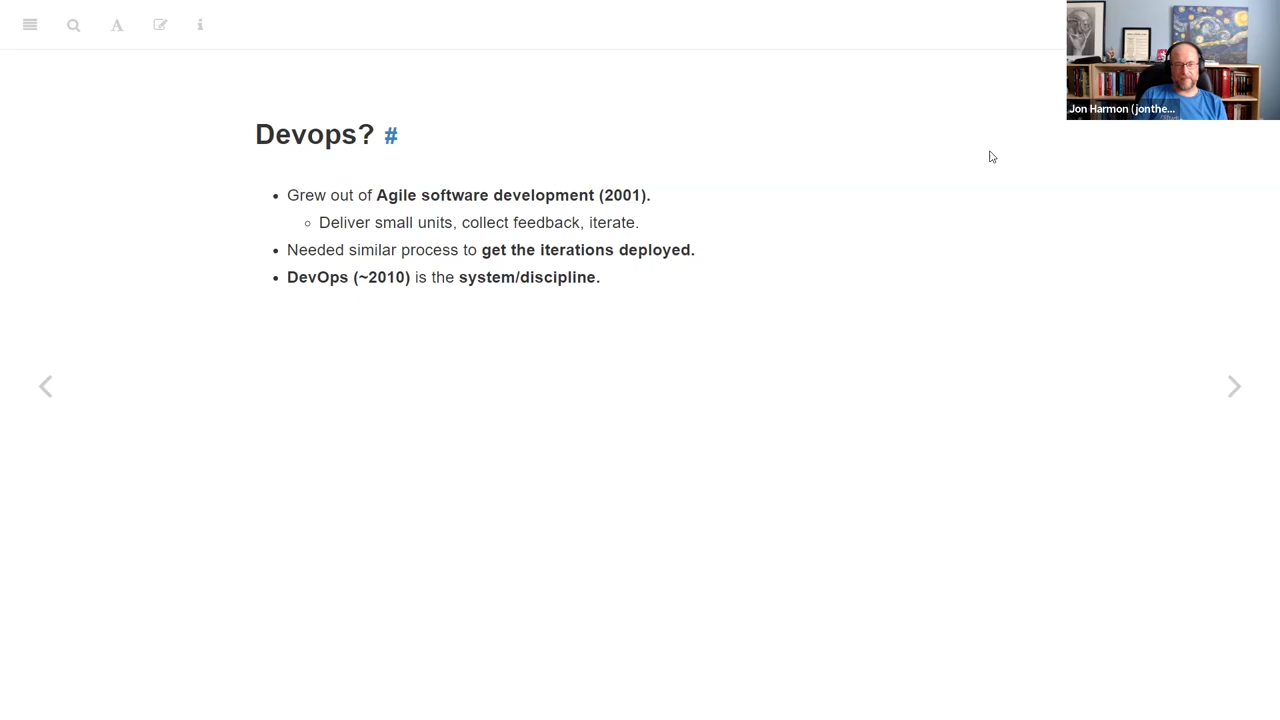 Jon Harmon (jonthe...
Devops? #
Grew out of Agile software development (2001).
Deliver small units, collect feedback, iterate.
Needed similar process to get the iterations deployed.
DevOps (~2010) is the system/discipline.